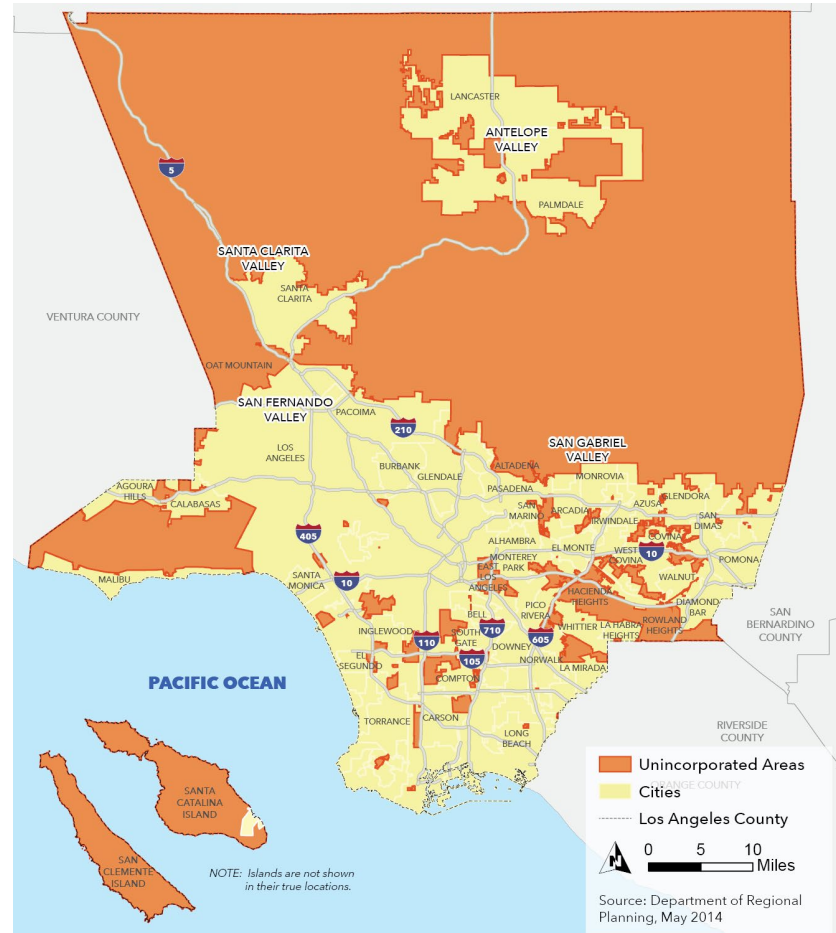 LANCASTER
ANTELOPE
VALLEY
5
PALMDALE
SANTA CLARITA
VALLEY
SANTA
CLARITA
VENTURA COUNTY
OAT MOUNTAIN
SAN FERNANDO
VALLEY
PACOIMA
210
LOS
ANGELES
SAN GABRIEL
VALLEY
BURBANK
GLENDALE
ALTADENA
MONROVIA
PASADENA
AGOURA
HILLS
CALABASAS
SAN
MARINO
ARCADIA
AZUSA
GLENDORA
IRWINDALE
SAN
DIMAS
405
ALHAMBRA
COVINA
MONTEREY
PARK
EL MONTE
WEST
COVINA
10
POMONA
EAST
LOS
ANGELES
MALIBU
SANTA
MONICA
10
WALNUT
HACIENDA
HEIGHTS
DIAMOND
BAR
PICO
RIVERA
BELL
INGLEWOOD
110
SOUTH
GATE
710
605
WHITTIER
LA HABRA
HEIGHTS
ROWLAND
HEIGHTS
SAN
BERNARDINO
COUNTY
EL
SEGUNDO
105
DOWNEY
NORWALK
LA MIRADA
COMPTON
PACIFIC OCEAN
TORRANCE
CARSON
LONG
BEACH
RIVERSIDE
COUNTY
SANTA
CATALINA
ISLAND
SAN
CLEMENTE
ISLAND
NOTE: Islands are not shown
in their true locations.
Unincorporated Areas
ORANGE COUNTY
Cities
Los Angeles County
N
0 5 10
Miles
Source: Department of Regional
Planning, May 2014